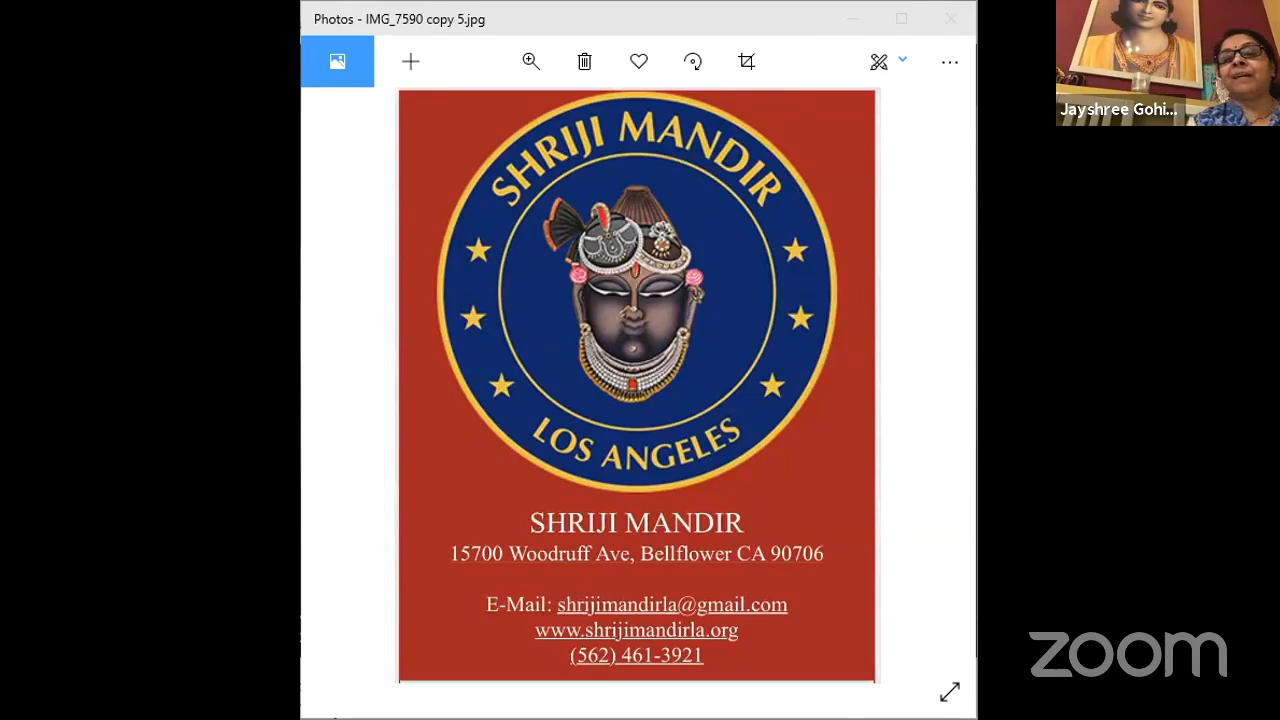 Photos - IMG_7590 copy 5.jpg
Jayshree Gohi...
SHRIJI MANDIR
LOS ANGELES
SHRIJI MANDIR
15700 Woodruff Ave, Bellflower CA 90706
E-Mail: shrijimandirla@gmail.com
www.shrijimandirla.org
(562) 461-3921
zoom